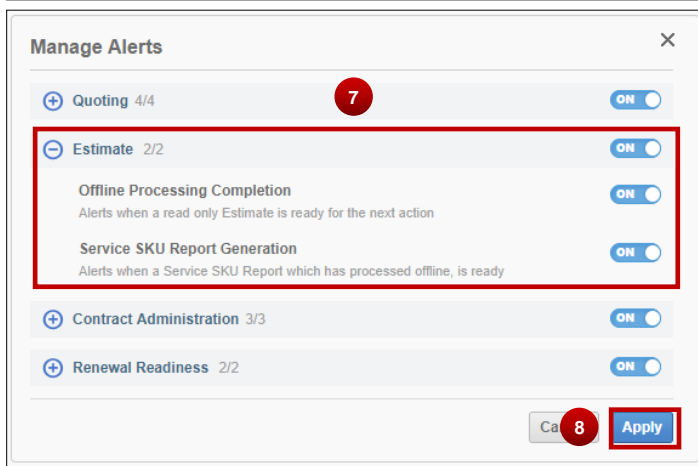 Manage Alerts
Quoting 4/4
7
ON
Estimate 2/2
ON
Offline Processing Completion
ON
Alerts when a read only Estimate is ready for the next action
Service SKU Report Generation
ON
Alerts when a Service SKU Report which has processed offline, is ready
Contract Administration 3/3
ON
Renewal Readiness 2/2
ON
8
Apply